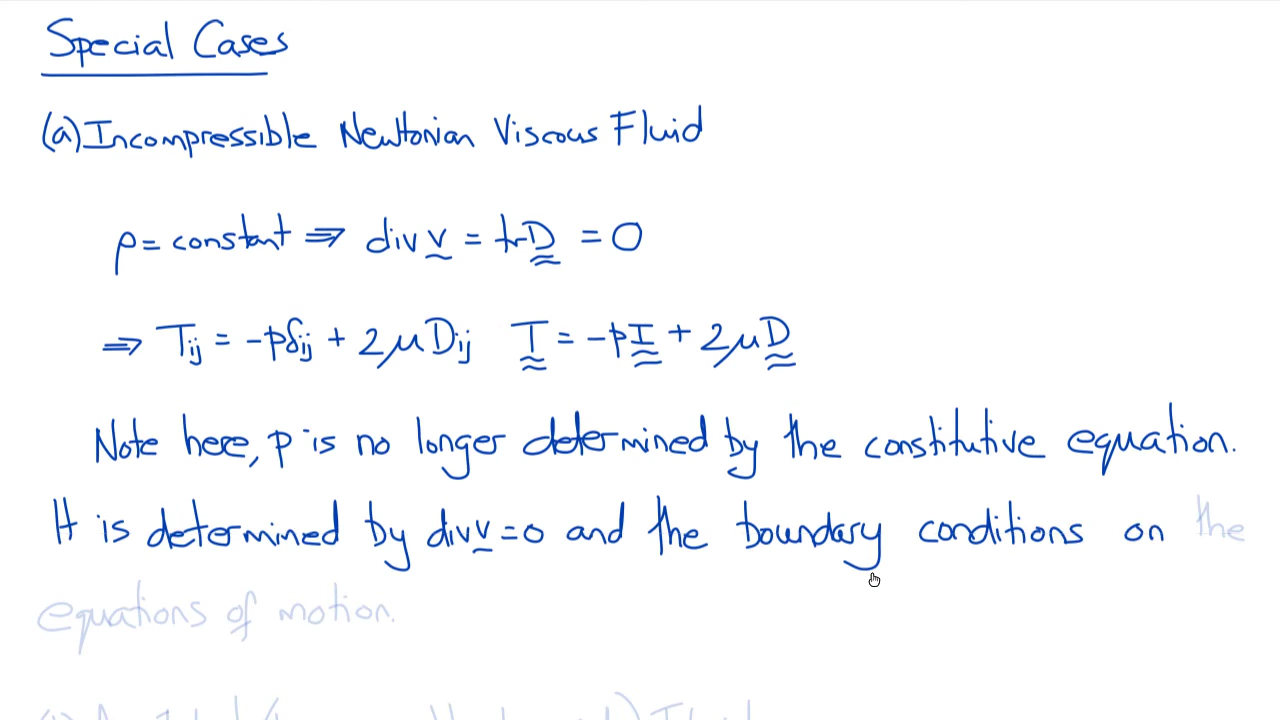 Special Cases
(a) Incompressible Newtonian Viscous Fluid
ρ = constant ⇒ div v = tr D = 0
⇒ Tij = -pδij + 2μDij T = -pI + 2μD
Note here, p is no longer determined by the constitutive equation.
It is determined by div v = 0 and the boundary conditions on the
equations of motion.
Fluid